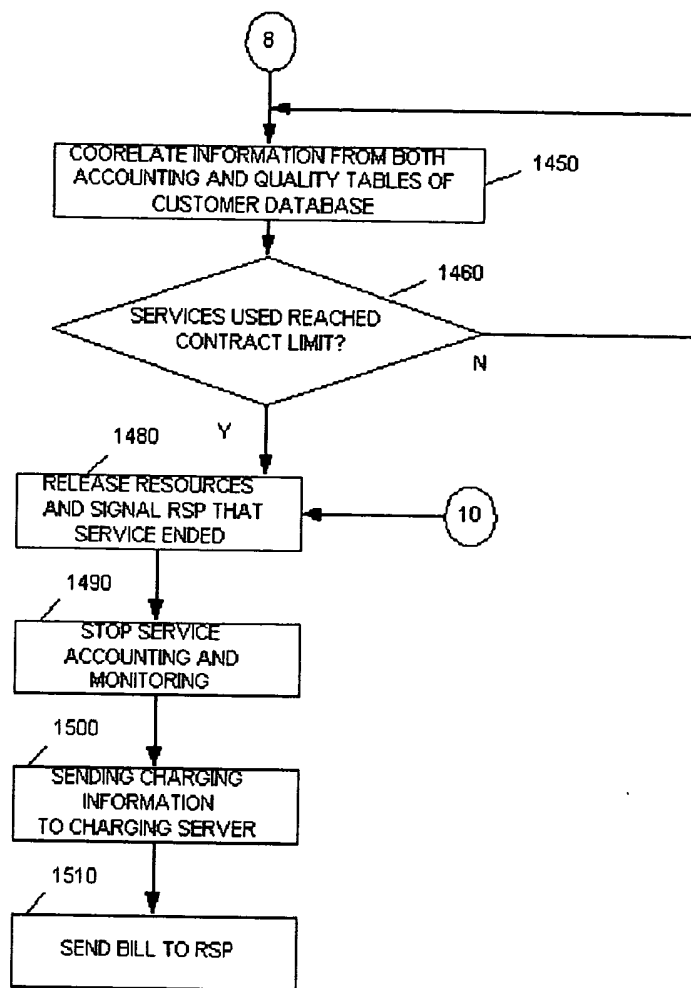 8
COORELATE INFORMATION FROM BOTH
ACCOUNTING AND QUALITY TABLES OF
CUSTOMER DATABASE
1450
1460
SERVICES USED REACHED
CONTRACT LIMIT?
N
Y
1480
RELEASE RESOURCES
AND SIGNAL RSP THAT
SERVICE ENDED
10
1490
STOP SERVICE
ACCOUNTING AND
MONITORING
1500
SENDING CHARGING
INFORMATION
TO CHARGING SERVER
1510
SEND BILL TO RSP